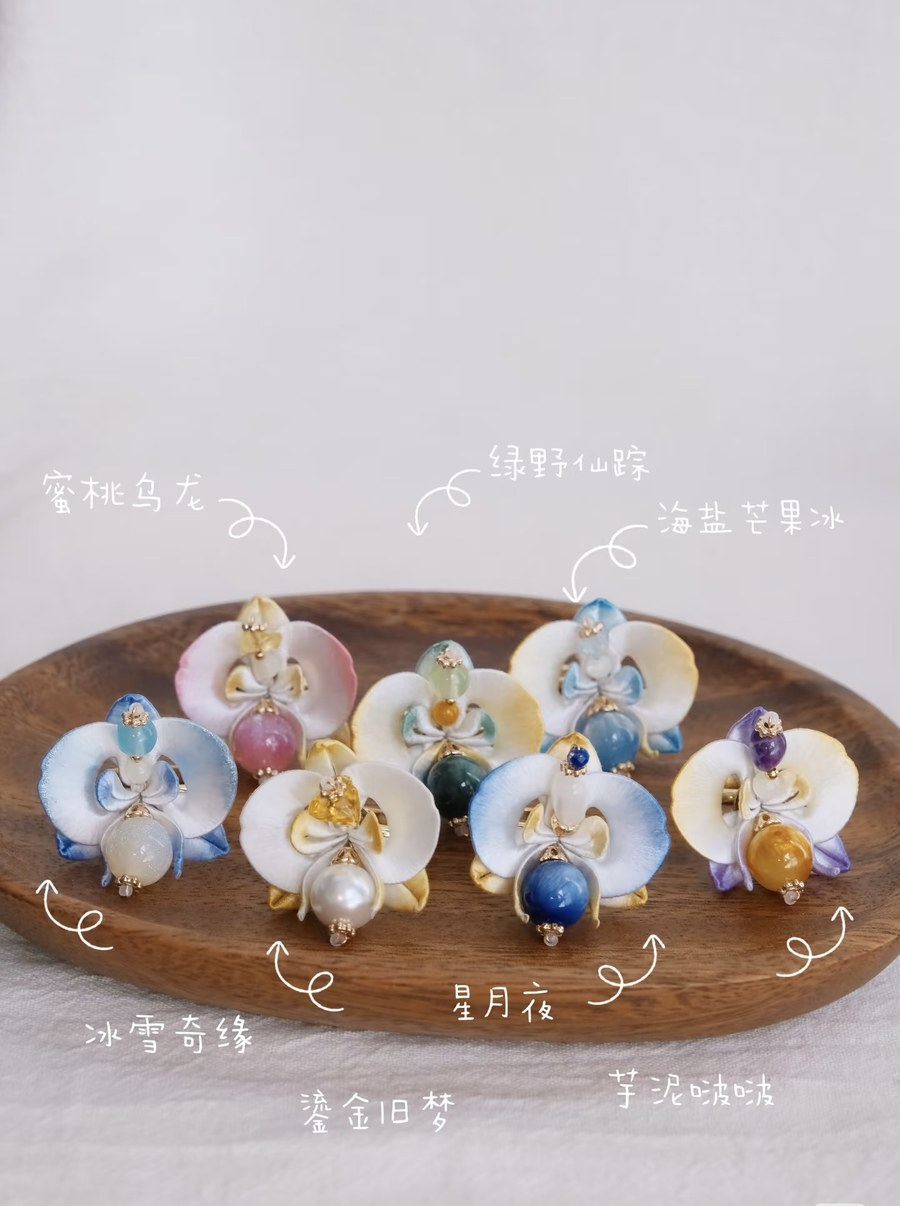 绿野仙踪
蜜桃乌龙
海盐芒果冰
星月夜
冰雪奇缘
芋泥啵啵
鎏金旧梦